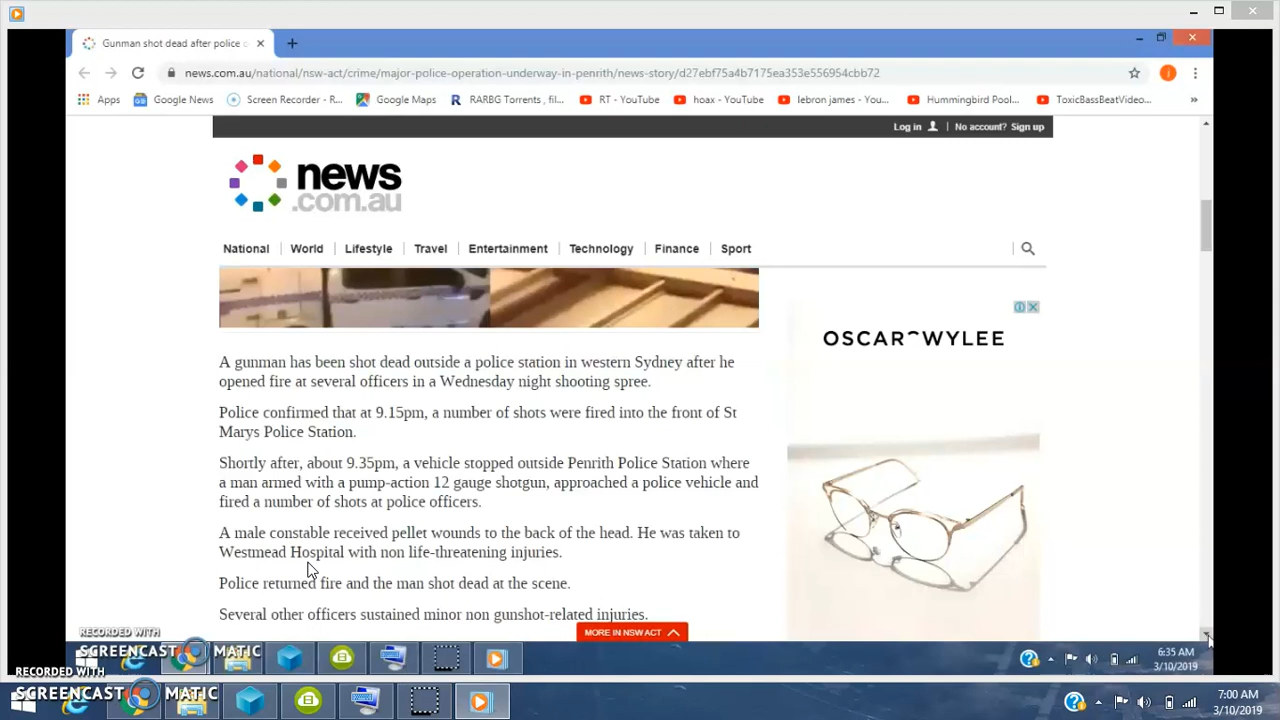 Gunman shot dead after police o
news.com.au/national/nsw-act/crime/major-police-operation-underway-in-penrith/news-story/d27ebf75a4b7175ea353e556954cbb72
i
Apps Google News Screen Recorder - R... Google Maps RARBG Torrents , fil... RT - YouTube hoax - YouTube lebron james - You... Hummingbird Pool... ToxicBassBeatVideo... »
Log in | No account? Sign up
news
.com.au
National | World | Lifestyle | Travel | Entertainment | Technology | Finance | Sport
OSCAR WYLEE
A gunman has been shot dead outside a police station in western Sydney after he
opened fire at several officers in a Wednesday night shooting spree.
Police confirmed that at 9.15pm, a number of shots were fired into the front of St
Marys Police Station.
Shortly after, about 9.35pm, a vehicle stopped outside Penrith Police Station where
a man armed with a pump-action 12 gauge shotgun, approached a police vehicle and
fired a number of shots at police officers.
A male constable received pellet wounds to the back of the head. He was taken to
Westmead Hospital with non life-threatening injuries.
Police returned fire and the man shot dead at the scene.
Several other officers sustained minor non gunshot-related injuries.
MORE IN NSW ACT
RECORDED WITH
SCREENCAST MATIC
6:35 AM
3/10/2019
RECORDED WITH
SCREENCAST MATIC
7:00 AM
3/10/2019